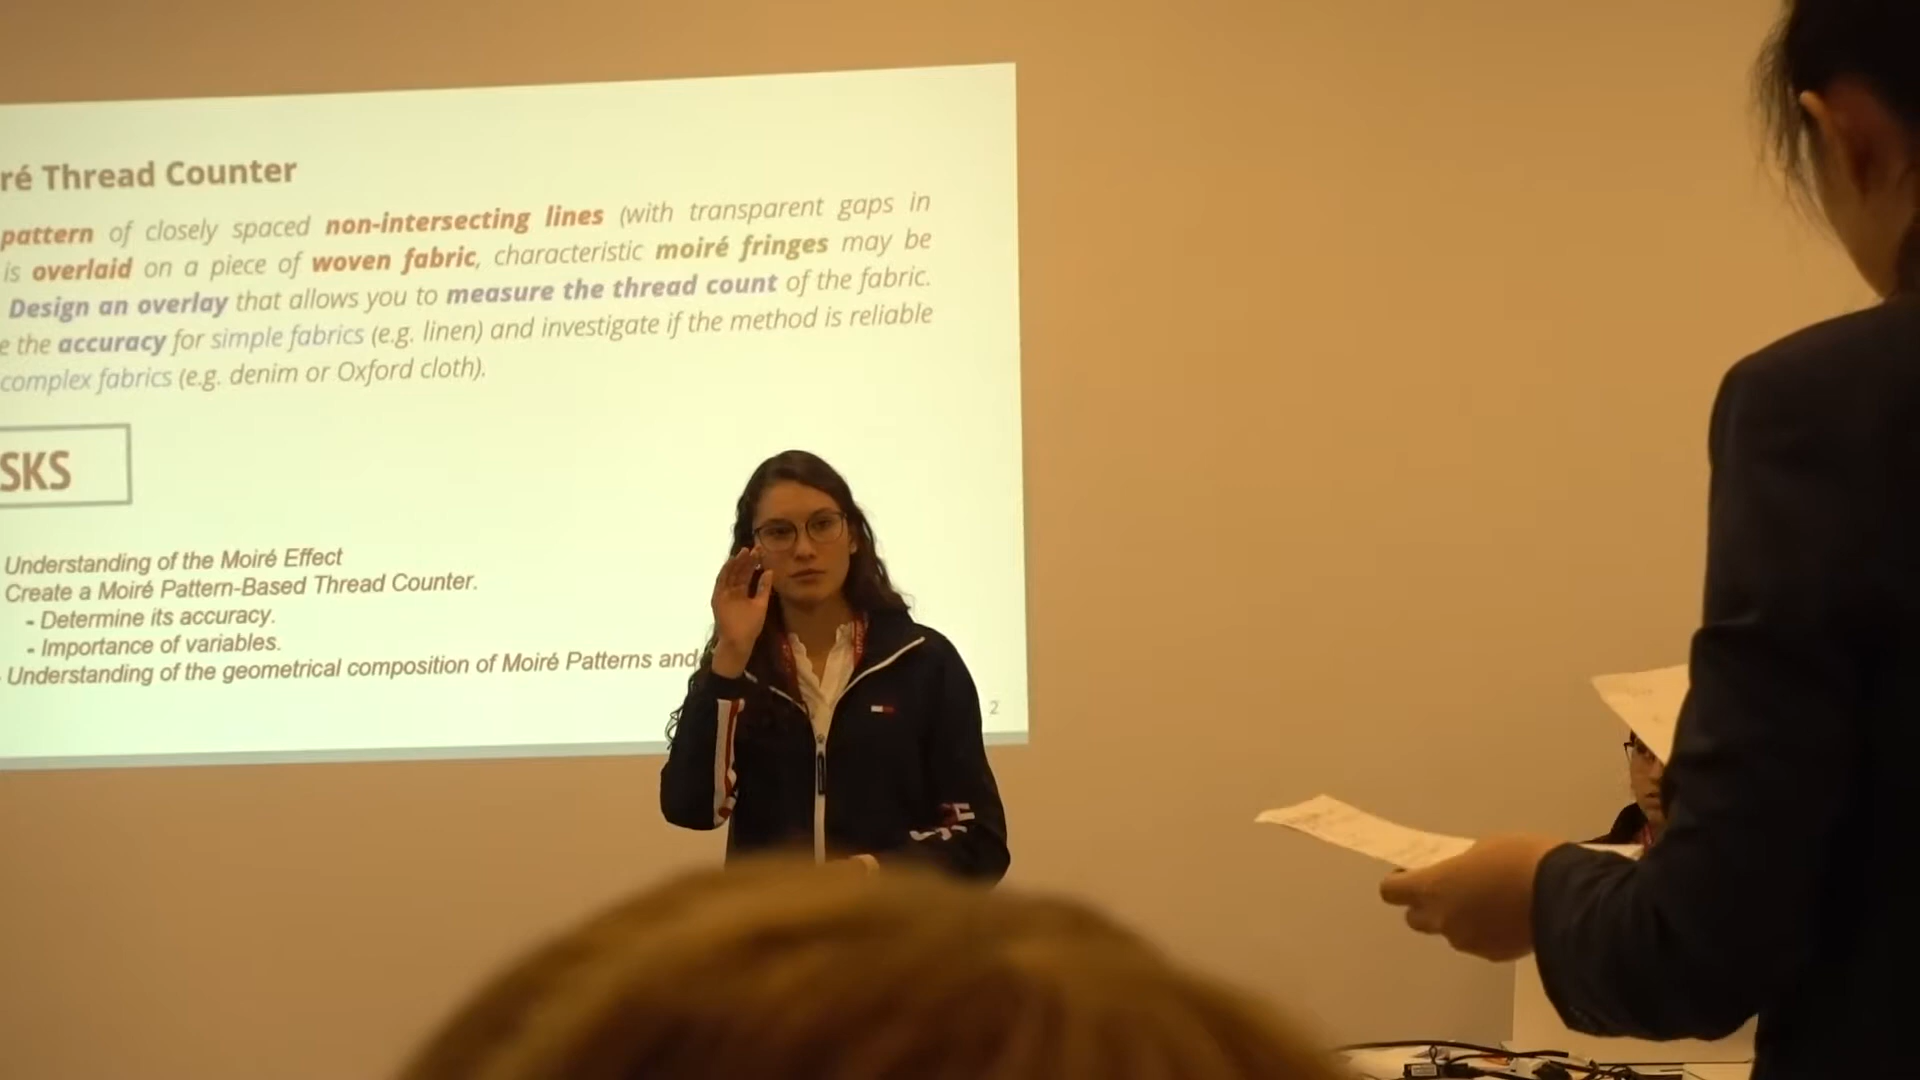 ré Thread Counter
pattern of closely spaced non-intersecting lines (with transparent gaps in
is overlaid on a piece of woven fabric, characteristic moiré fringes may be
Design an overlay that allows you to measure the thread count of the fabric.
e the accuracy for simple fabrics (e.g. linen) and investigate if the method is reliable
complex fabrics (e.g. denim or Oxford cloth).
SKS
Understanding of the Moiré Effect
Create a Moiré Pattern-Based Thread Counter.
- Determine its accuracy.
- Importance of variables.
Understanding of the geometrical composition of Moiré Patterns and
2